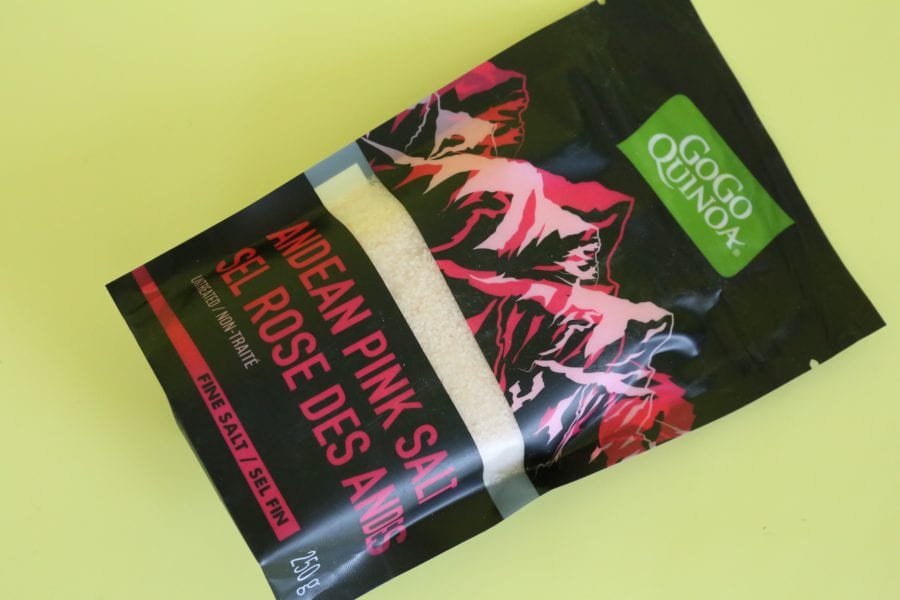 GOGO
QUINOA
ANDEAN PINK SALT
SEL ROSE DES ANDES
UNTREATED / NON-TRAITÉ
FINE SALT / SEL FIN
250 g